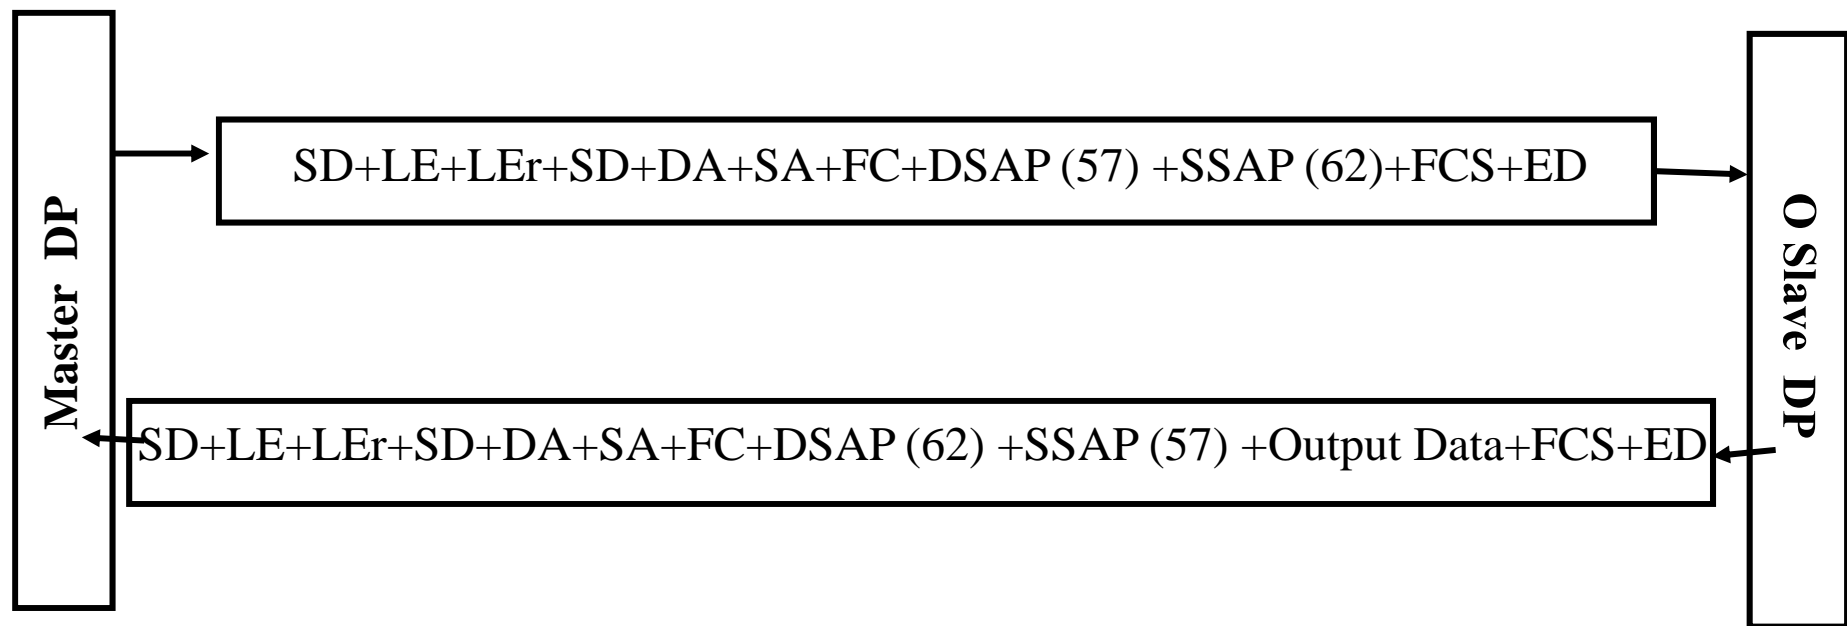 Master DP
SD+LE+LEr+SD+DA+SA+FC+DSAP (57) +SSAP (62)+FCS+ED
SD+LE+LEr+SD+DA+SA+FC+DSAP (62) +SSAP (57) +Output Data+FCS+ED
O Slave DP